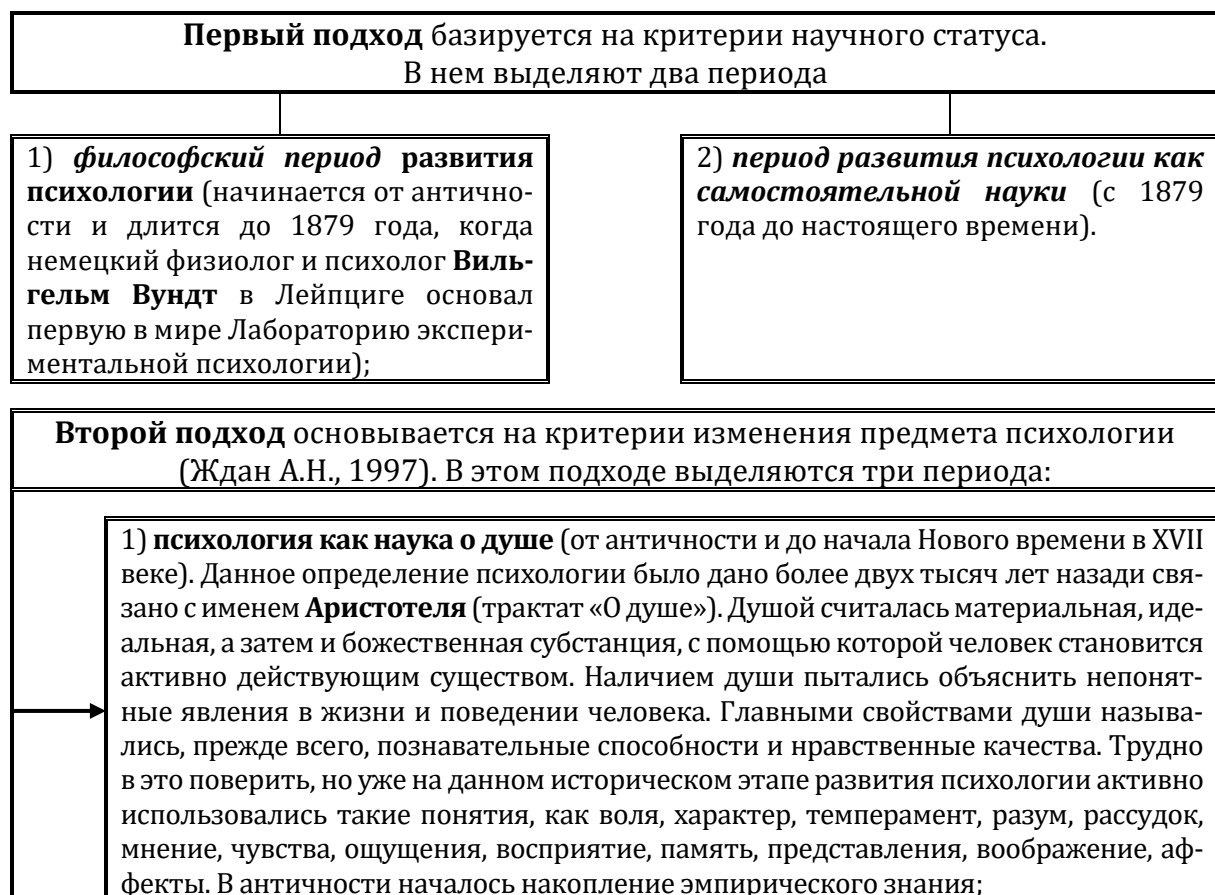 Первый подход базируется на критерии научного статуса.
В нем выделяют два периода
1) философский период развития
психологии (начинается от антично-
сти и длится до 1879 года, когда
немецкий физиолог и психолог Виль-
гельм Вундт в Лейпциге основал
первую в мире Лабораторию экспери-
ментальной психологии);
2) период развития психологии как
самостоятельной науки (с 1879
года до настоящего времени).
Второй подход основывается на критерии изменения предмета психологии
(Ждан А.Н., 1997). В этом подходе выделяются три периода:
1) психология как наука о душе (от античности и до начала Нового времени в XVII
веке). Данное определение психологии было дано более двух тысяч лет назади свя-
зано с именем Аристотеля (трактат «О душе»). Душой считалась материальная, иде-
альная, а затем и божественная субстанция, с помощью которой человек становится
активно действующим существом. Наличием души пытались объяснить непонят-
ные явления в жизни и поведении человека. Главными свойствами души называ-
лись, прежде всего, познавательные способности и нравственные качества. Трудно
в это поверить, но уже на данном историческом этапе развития психологии активно
использовались такие понятия, как воля, характер, темперамент, разум, рассудок,
мнение, чувства, ощущения, восприятие, память, представления, воображение, аф-
фекты. В античности началось накопление эмпирического знания;